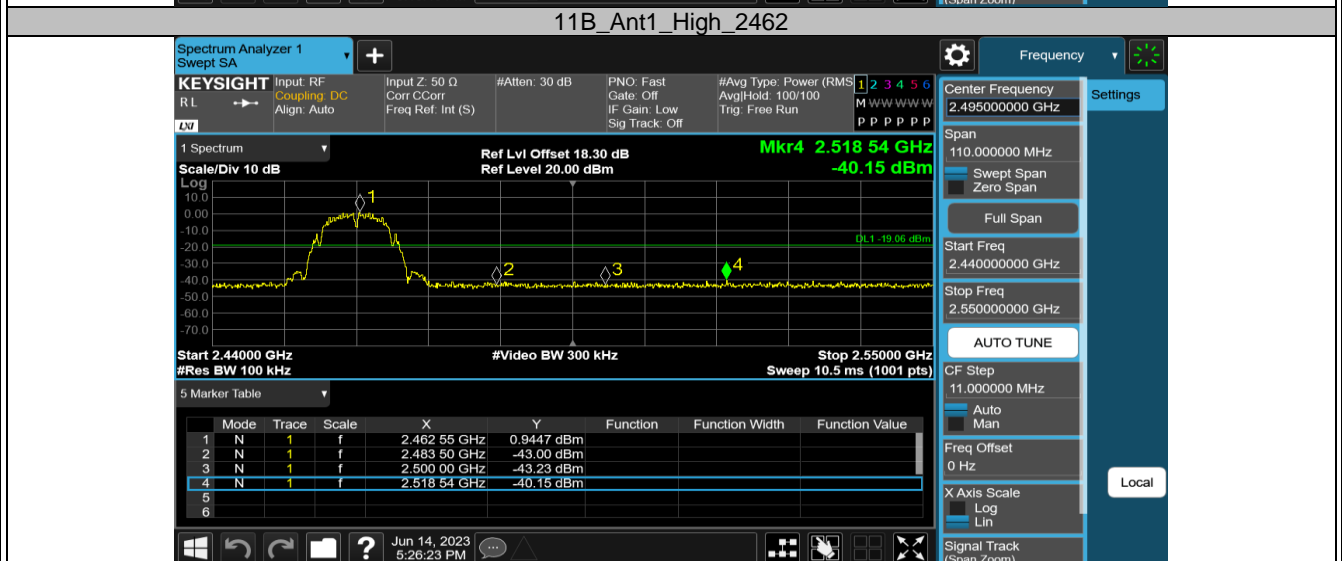 (Span Zoom)
11B_Ant1_High_2462
Spectrum Analyzer 1
Swept SA
+
Frequency
KEYSIGHT
RL
LXI
Input: RF
Coupling: DC
Align: Auto
Input Z: 50 Ω
Corr CCorr
Freq Ref: Int (S)
#Atten: 30 dB
PNO: Fast
Gate: Off
IF Gain: Low
Sig Track: Off
#Avg Type: Power (RMS
Avg|Hold: 100/100
Trig: Free Run
1 2 3 4 5 6
M W W W W W
P P P P P P
Center Frequency
2.495000000 GHz
Settings
Span
110.000000 MHz
Swept Span
Zero Span
Full Span
Start Freq
2.440000000 GHz
Stop Freq
2.550000000 GHz
AUTO TUNE
CF Step
11.000000 MHz
Auto
Man
Freq Offset
0 Hz
X Axis Scale
Log
Lin
Signal Track
(Span Zoom)
Local
1 Spectrum
Scale/Div 10 dB
Ref Lvl Offset 18.30 dB
Ref Level 20.00 dBm
Mkr4 2.518 54 GHz
-40.15 dBm
Log
10.0
0.00
-10.0
-20.0
-30.0
-40.0
-50.0
-60.0
-70.0
1
2
3
4
DL1 -19.06 dBm
Start 2.44000 GHz
#Res BW 100 kHz
#Video BW 300 kHz
Stop 2.55000 GHz
Sweep 10.5 ms (1001 pts)
5 Marker Table
Mode Trace Scale X Y Function Function Width Function Value
1 N 1 f 2.462 55 GHz 0.9447 dBm
2 N 1 f 2.483 50 GHz -43.00 dBm
3 N 1 f 2.500 00 GHz -43.23 dBm
4 N 1 f 2.518 54 GHz -40.15 dBm
5
6
?
Jun 14, 2023
5:26:23 PM